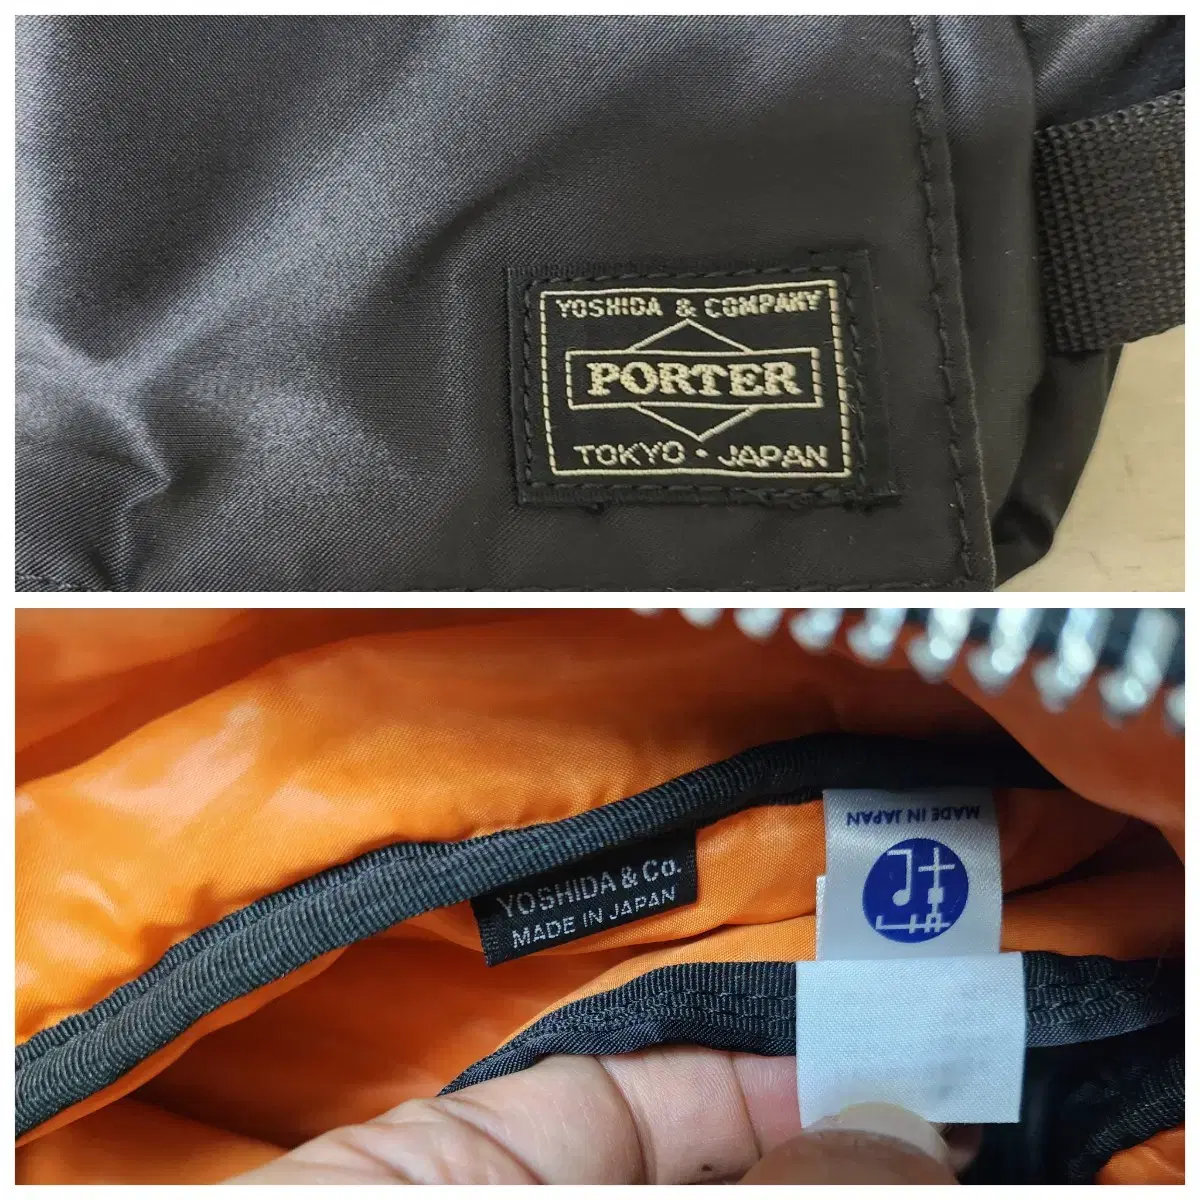 YOSHIDA & COMPANY
PORTER
TOKYO · JAPAN
YOSHIDA & Co.
MADE IN JAPAN
MADE IN JAPAN